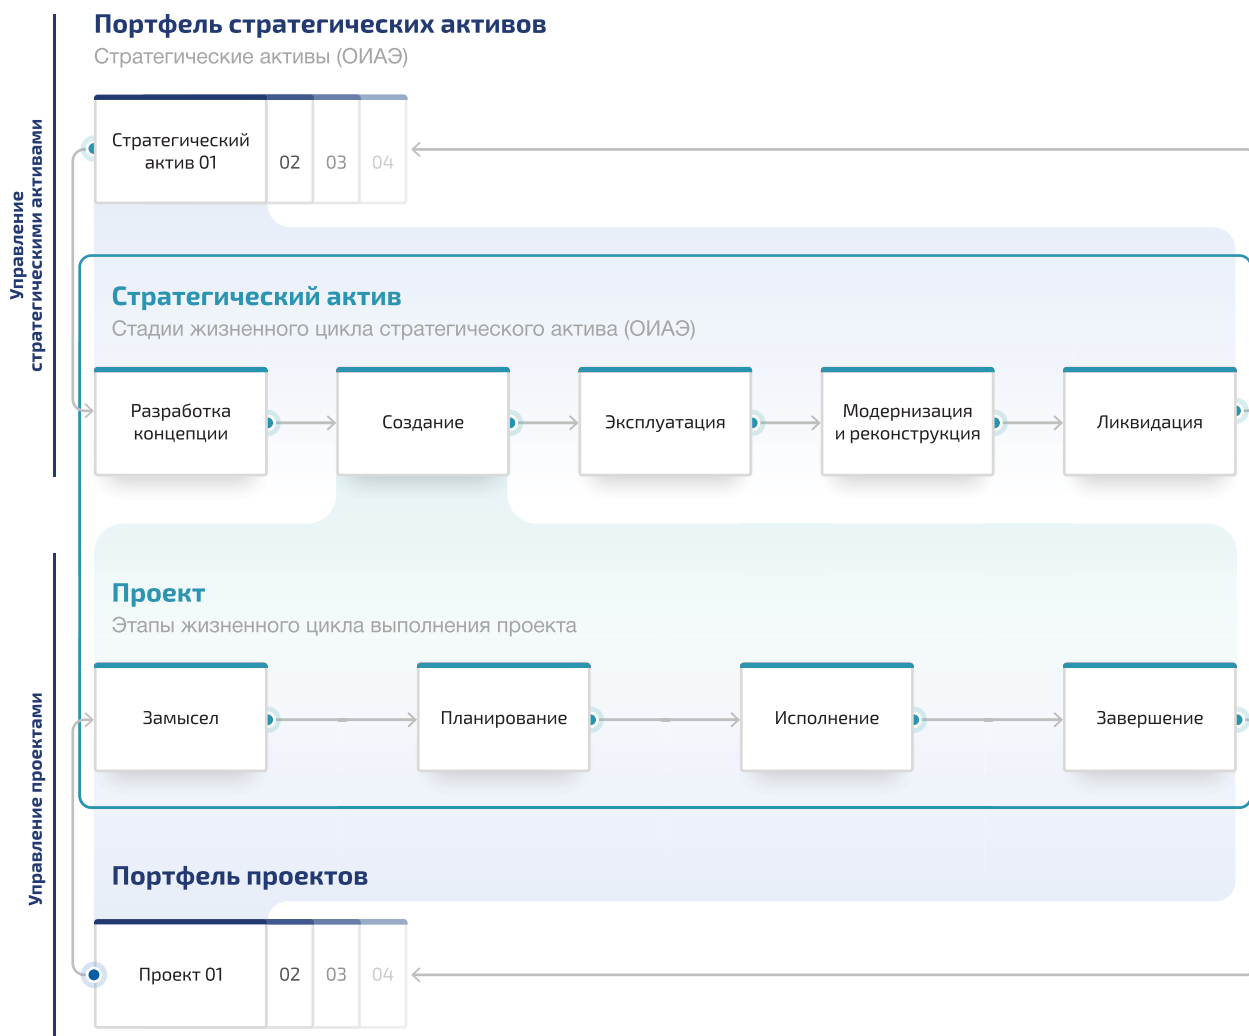 Портфель стратегических активов
Стратегические активы (ОИАЭ)
Управление
стратегическими активами
Стратегический
актив 01
02
03
04
Стратегический актив
Стадии жизненного цикла стратегического актива (ОИАЭ)
Разработка
концепции
Создание
Эксплуатация
Модернизация
и реконструкция
Ликвидация
Управление проектами
Проект
Этапы жизненного цикла выполнения проекта
Замысел
Планирование
Исполнение
Завершение
Портфель проектов
Проект 01
02
03
04